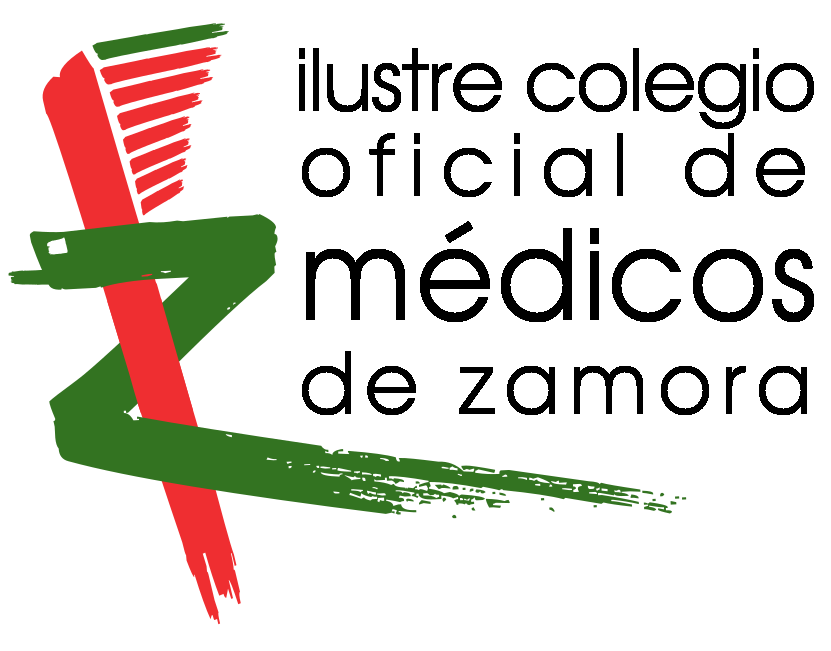 ilustre colegio
oficial de
médicos
de zamora